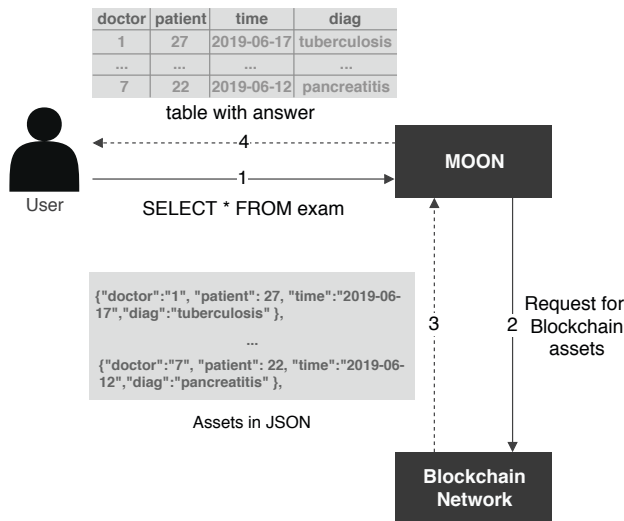 doctor patient time diag
1 27 2019-06-17 tuberculosis
... ... ... ...
7 22 2019-06-12 pancreatitis
table with answer
4
MOON
1
User
SELECT * FROM exam
{"doctor":"1", "patient": 27, "time":"2019-06-
17","diag":"tuberculosis" },
...
{"doctor":"7", "patient": 22, "time":"2019-06-
12","diag":"pancreatitis" },
Assets in JSON
3
2
Request for
Blockchain
assets
Blockchain
Network